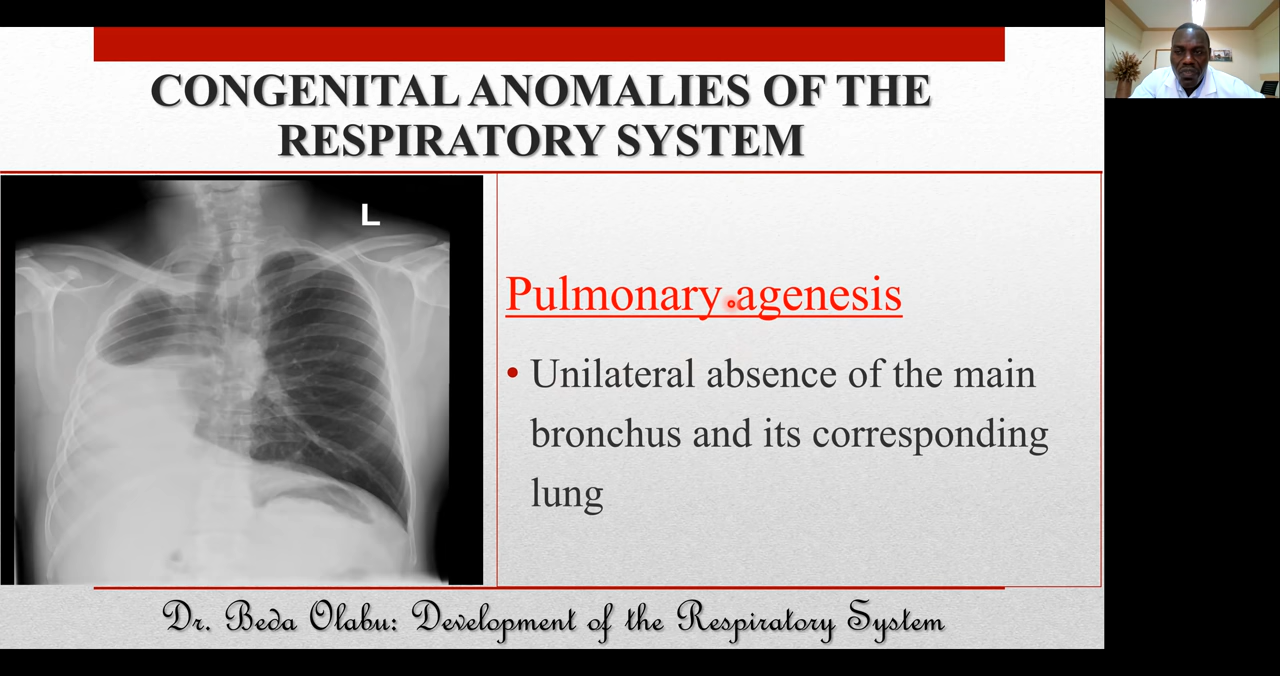 CONGENITAL ANOMALIES OF THE
RESPIRATORY SYSTEM
L
Pulmonary agenesis
• Unilateral absence of the main
bronchus and its corresponding
lung
Dr. Beda Olabu: Development of the Respiratory System